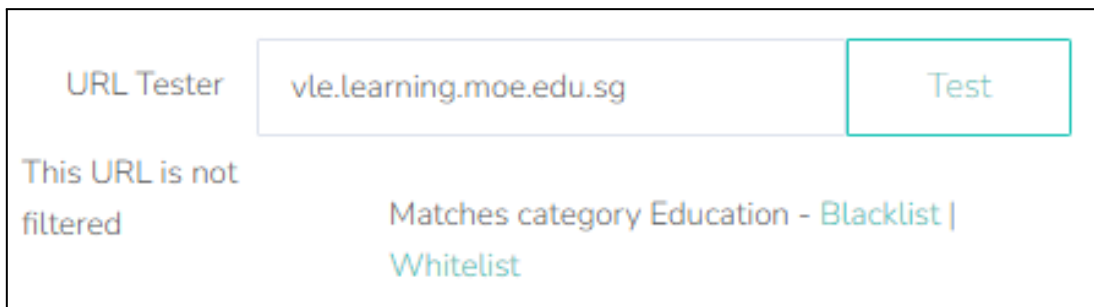 URL Tester
vle.learning.moe.edu.sg
Test
This URL is not
filtered
Matches category Education - Blacklist |
Whitelist